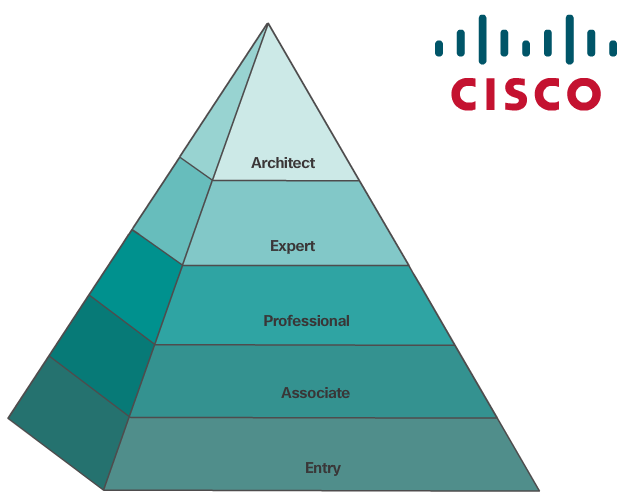 CISCO
Architect
Expert
Professional
Associate
Entry